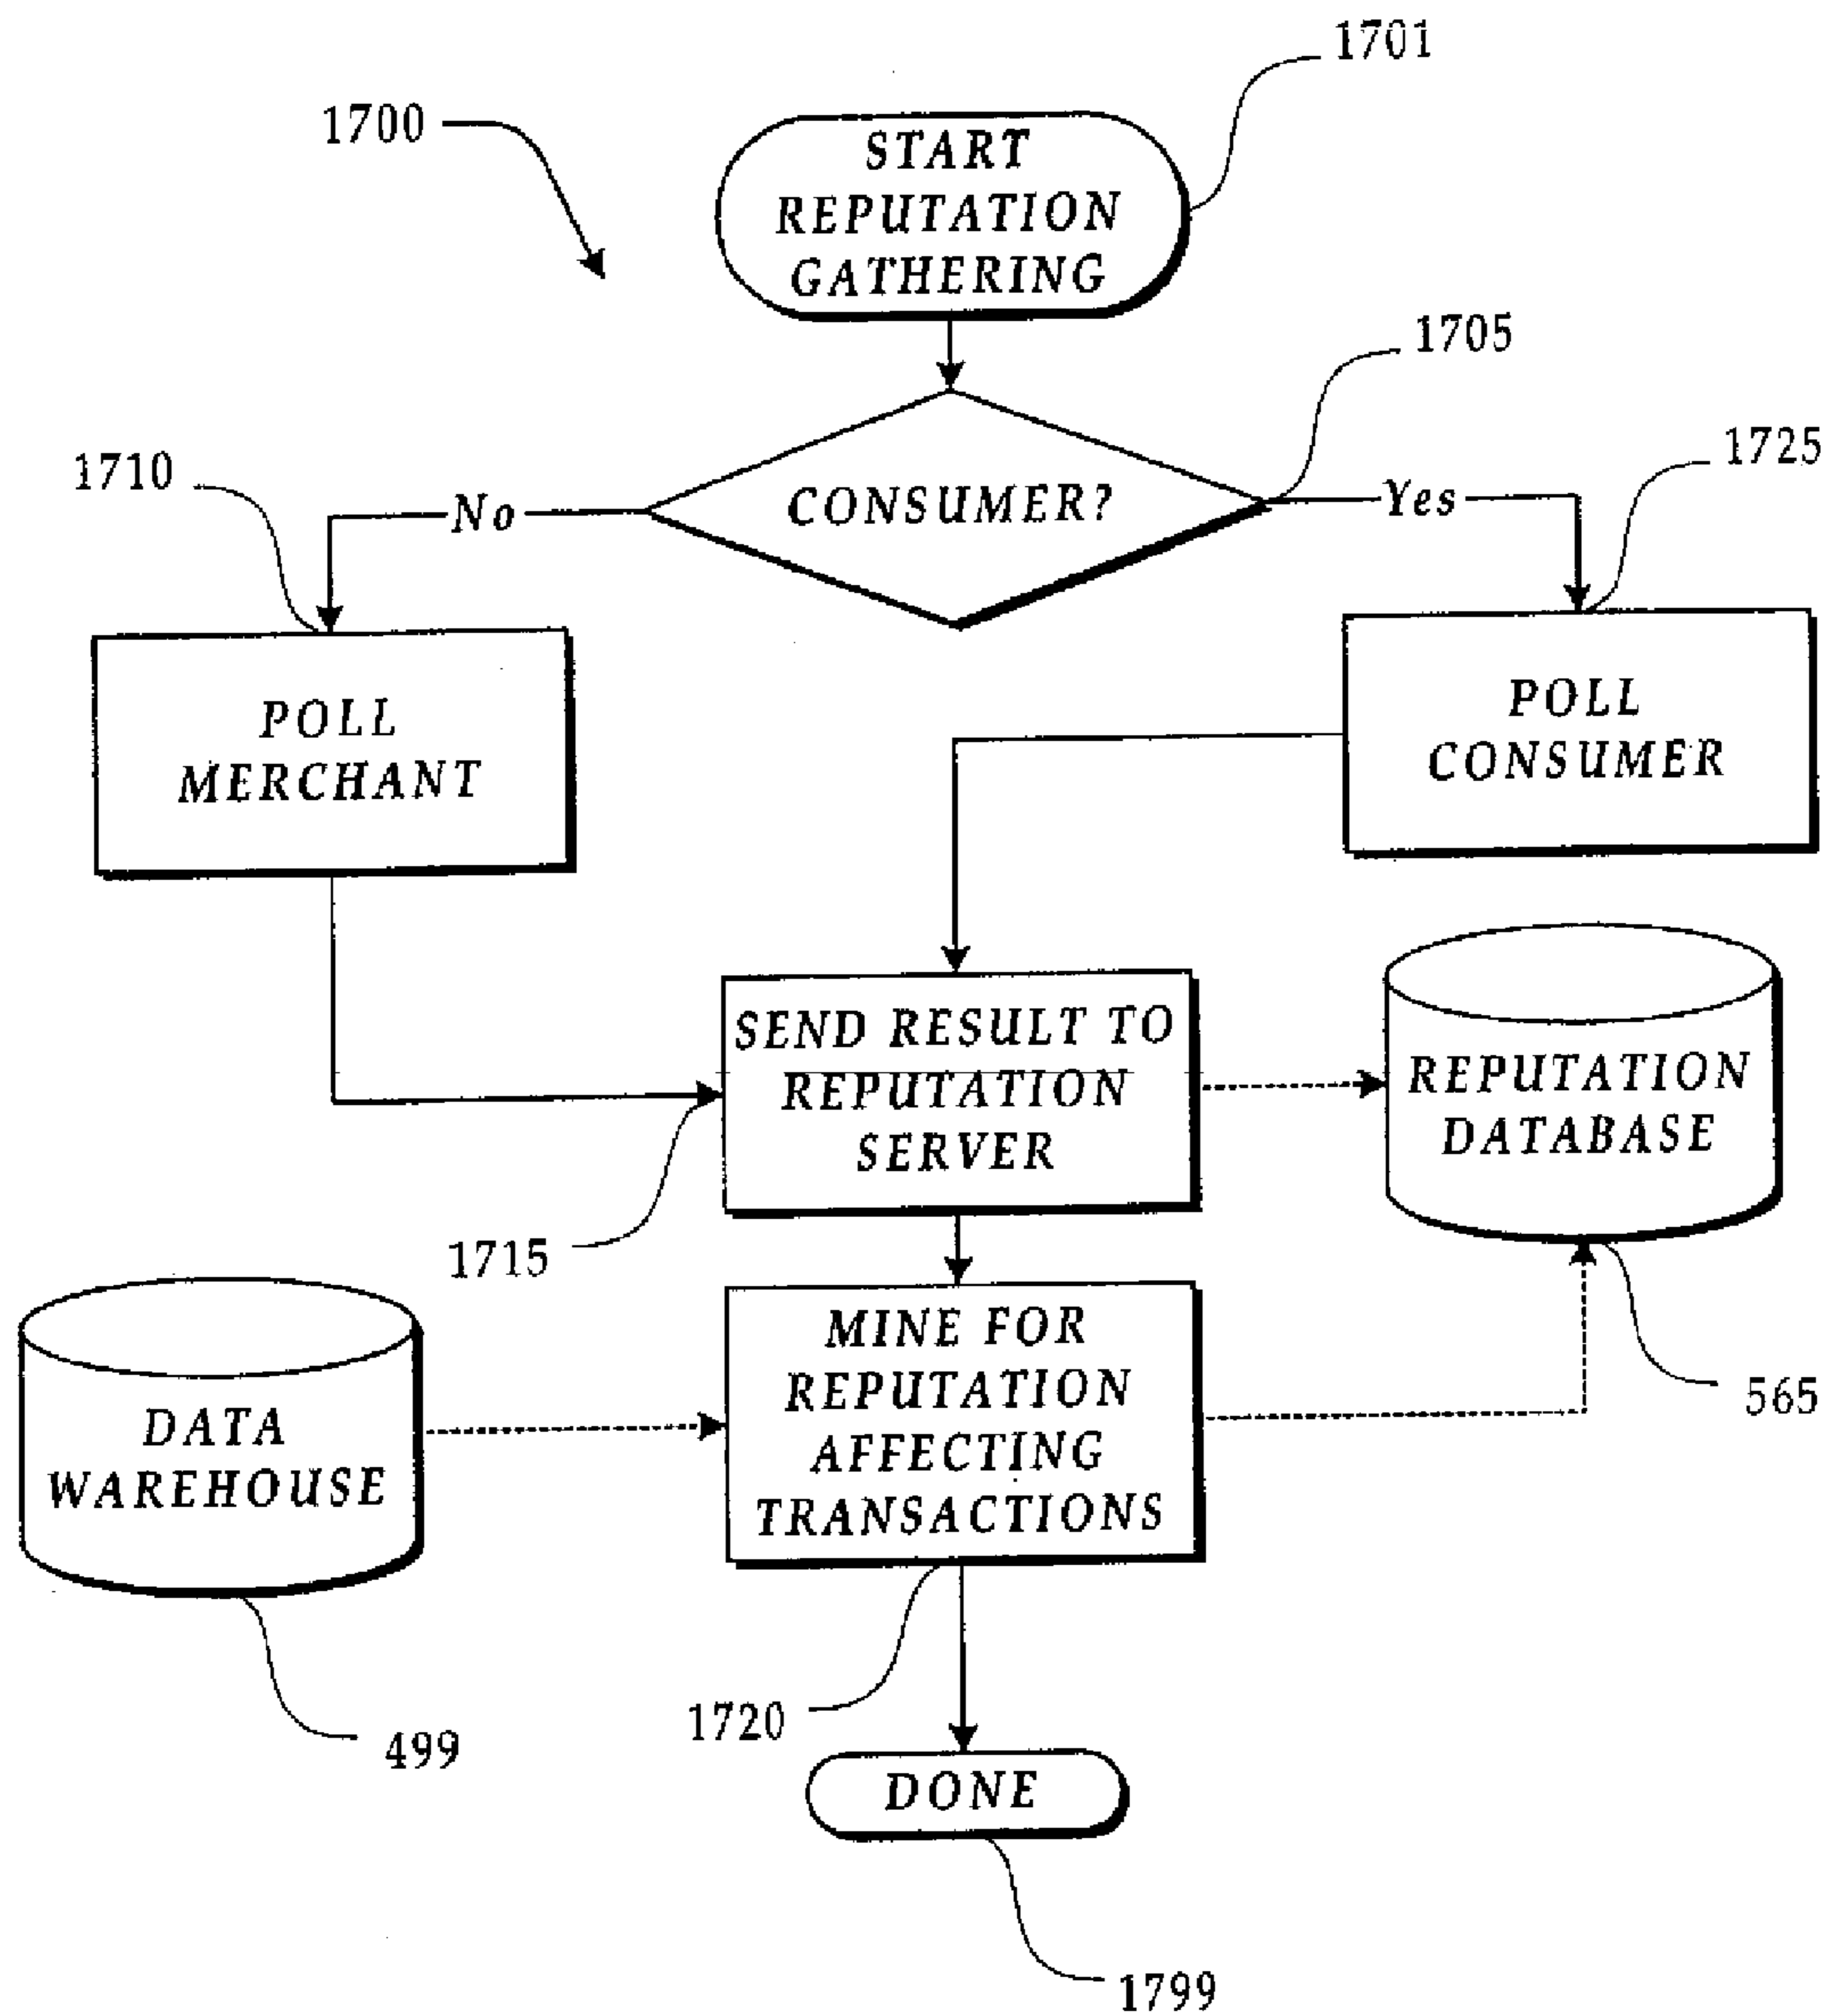 1701
1700
START
REPUTATION
GATHERING
1705
1710
1725
No
CONSUMER?
Yes
POLL
MERCHANT
POLL
CONSUMER
SEND RESULT TO
REPUTATION
SERVER
REPUTATION
DATABASE
1715
MINE FOR
REPUTATION
AFFECTING
TRANSACTIONS
565
DATA
WAREHOUSE
1720
499
DONE
1799